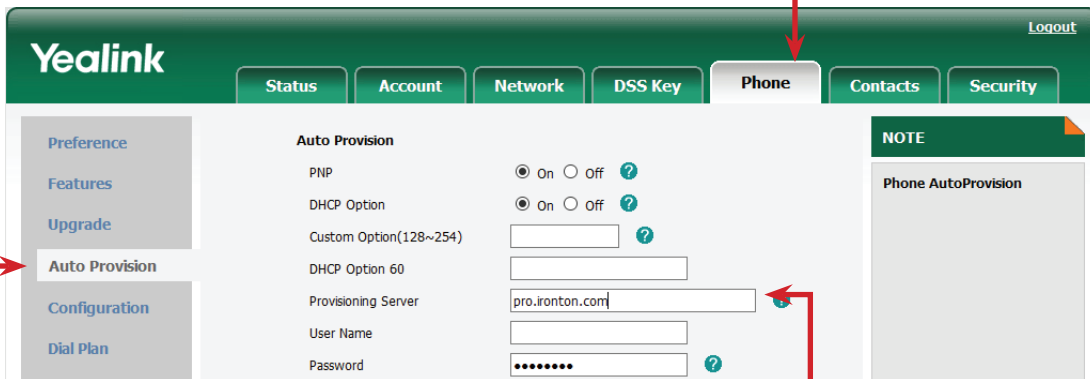 Logout
Yealink
Status Account Network DSS Key Phone Contacts Security
Preference
Features
Upgrade
Auto Provision
Configuration
Dial Plan
Auto Provision
PNP On Off ?
DHCP Option On Off ?
Custom Option(128~254) ?
DHCP Option 60
Provisioning Server pro.ironton.com ?
User Name
Password •••••••• ?
NOTE
Phone AutoProvision